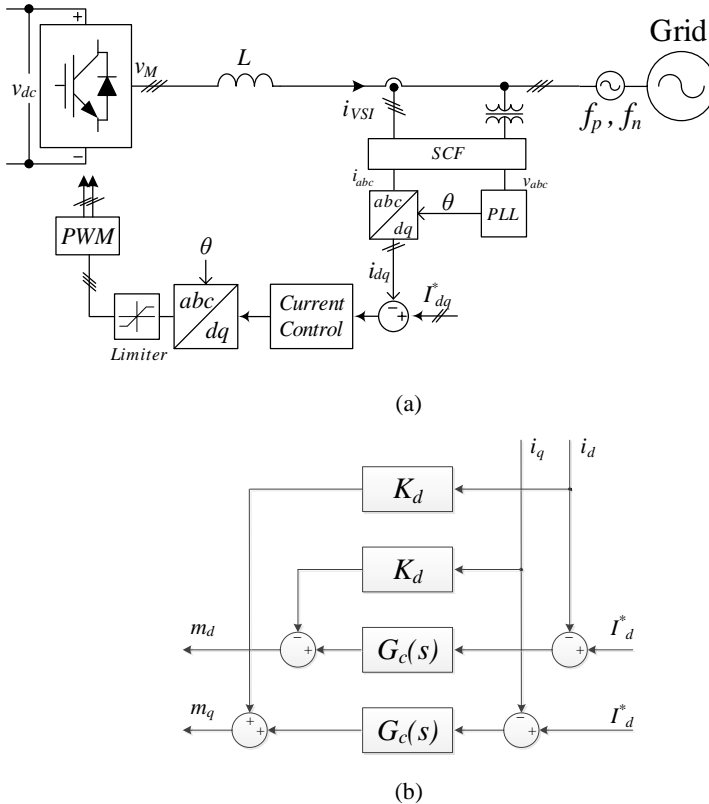 Grid
+
v_dc
v_M
L
i_VSI
f_p , f_n
−
SCF
i_abc
v_abc
abc
dq
θ
PLL
PWM
θ
i_dq
I*_dq
abc
dq
Current
Control
−
+
Limiter
(a)
i_q
i_d
K_d
K_d
m_d
−
+
G_c(s)
−
+
I*_d
m_q
+
+
G_c(s)
−
+
I*_d
(b)